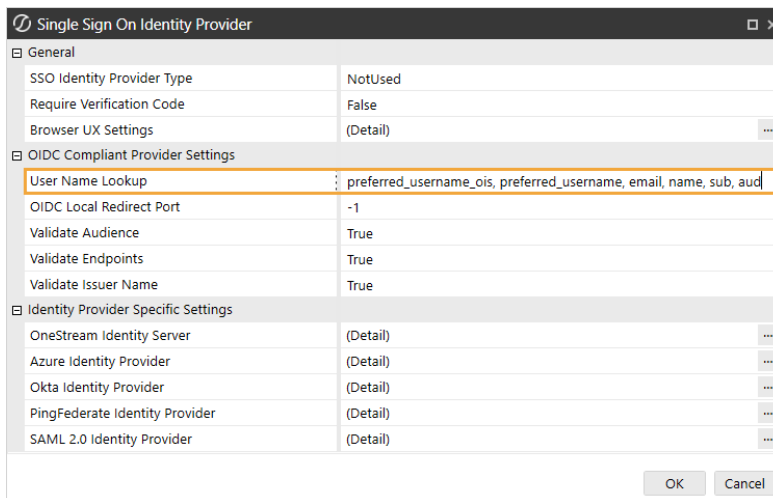 Single Sign On Identity Provider
General
SSO Identity Provider Type NotUsed
Require Verification Code False
Browser UX Settings (Detail) ...
OIDC Compliant Provider Settings
User Name Lookup preferred_username_ois, preferred_username, email, name, sub, aud
OIDC Local Redirect Port -1
Validate Audience True
Validate Endpoints True
Validate Issuer Name True
Identity Provider Specific Settings
OneStream Identity Server (Detail) ...
Azure Identity Provider (Detail) ...
Okta Identity Provider (Detail) ...
PingFederate Identity Provider (Detail) ...
SAML 2.0 Identity Provider (Detail) ...
OK Cancel